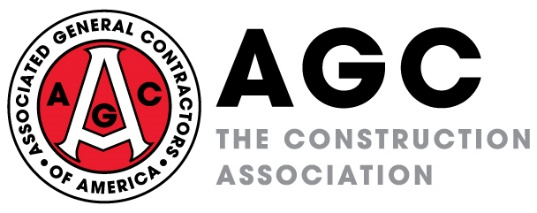 ASSOCIATED GENERAL CONTRACTORS
• OF AMERICA •
A G C
AGC
THE CONSTRUCTION
ASSOCIATION